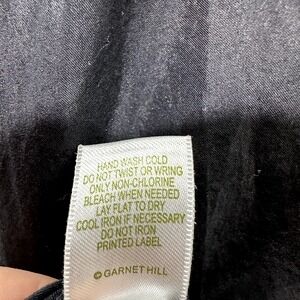 HAND WASH COLD
DO NOT TWIST OR WRING
ONLY NON-CHLORINE
BLEACH WHEN NEEDED
LAY FLAT TO DRY
COOL IRON IF NECESSARY
DO NOT IRON
PRINTED LABEL
© GARNET HILL